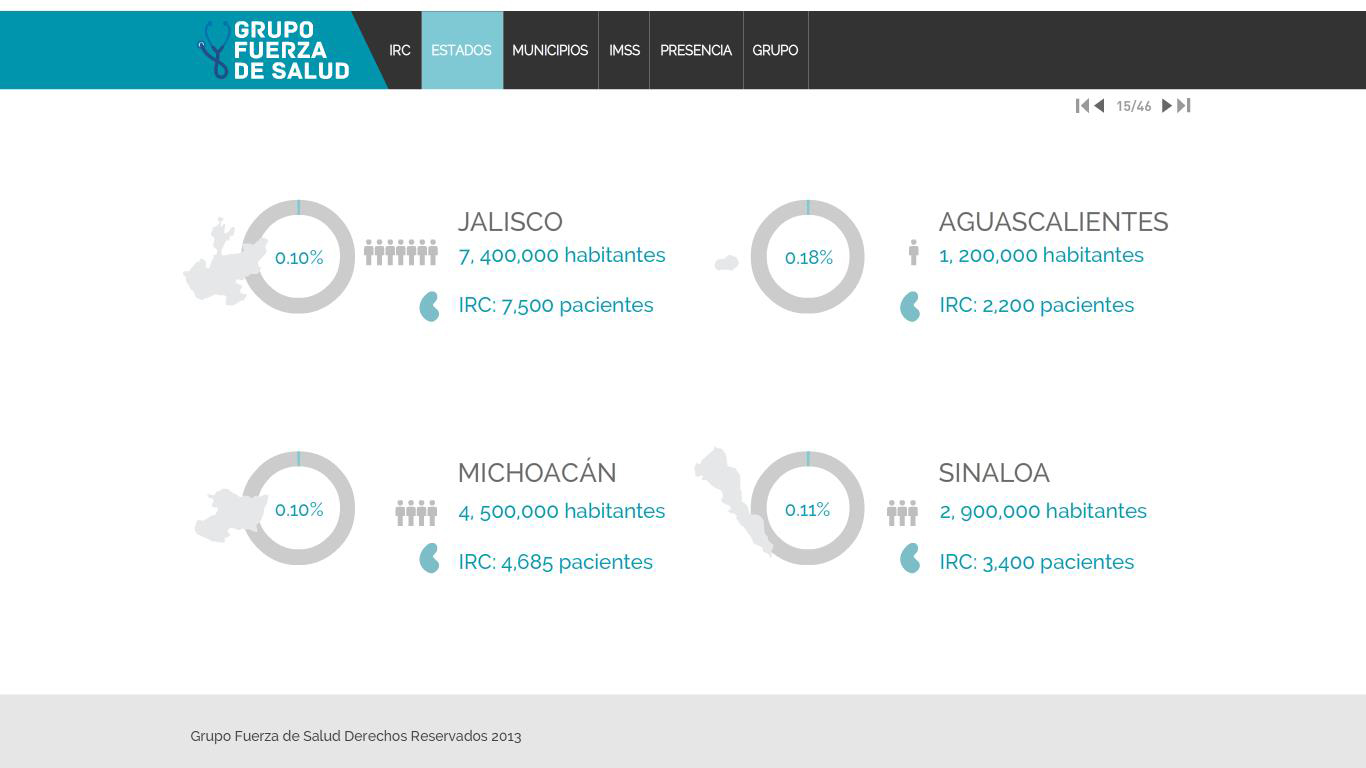 GRUPO
FUERZA
DE SALUD
IRC
ESTADOS
MUNICIPIOS
IMSS
PRESENCIA
GRUPO
15/46
0.10%
JALISCO
7, 400,000 habitantes
IRC: 7,500 pacientes
0.18%
AGUASCALIENTES
1, 200,000 habitantes
IRC: 2,200 pacientes
0.10%
MICHOACÁN
4, 500,000 habitantes
IRC: 4,685 pacientes
0.11%
SINALOA
2, 900,000 habitantes
IRC: 3,400 pacientes
Grupo Fuerza de Salud Derechos Reservados 2013